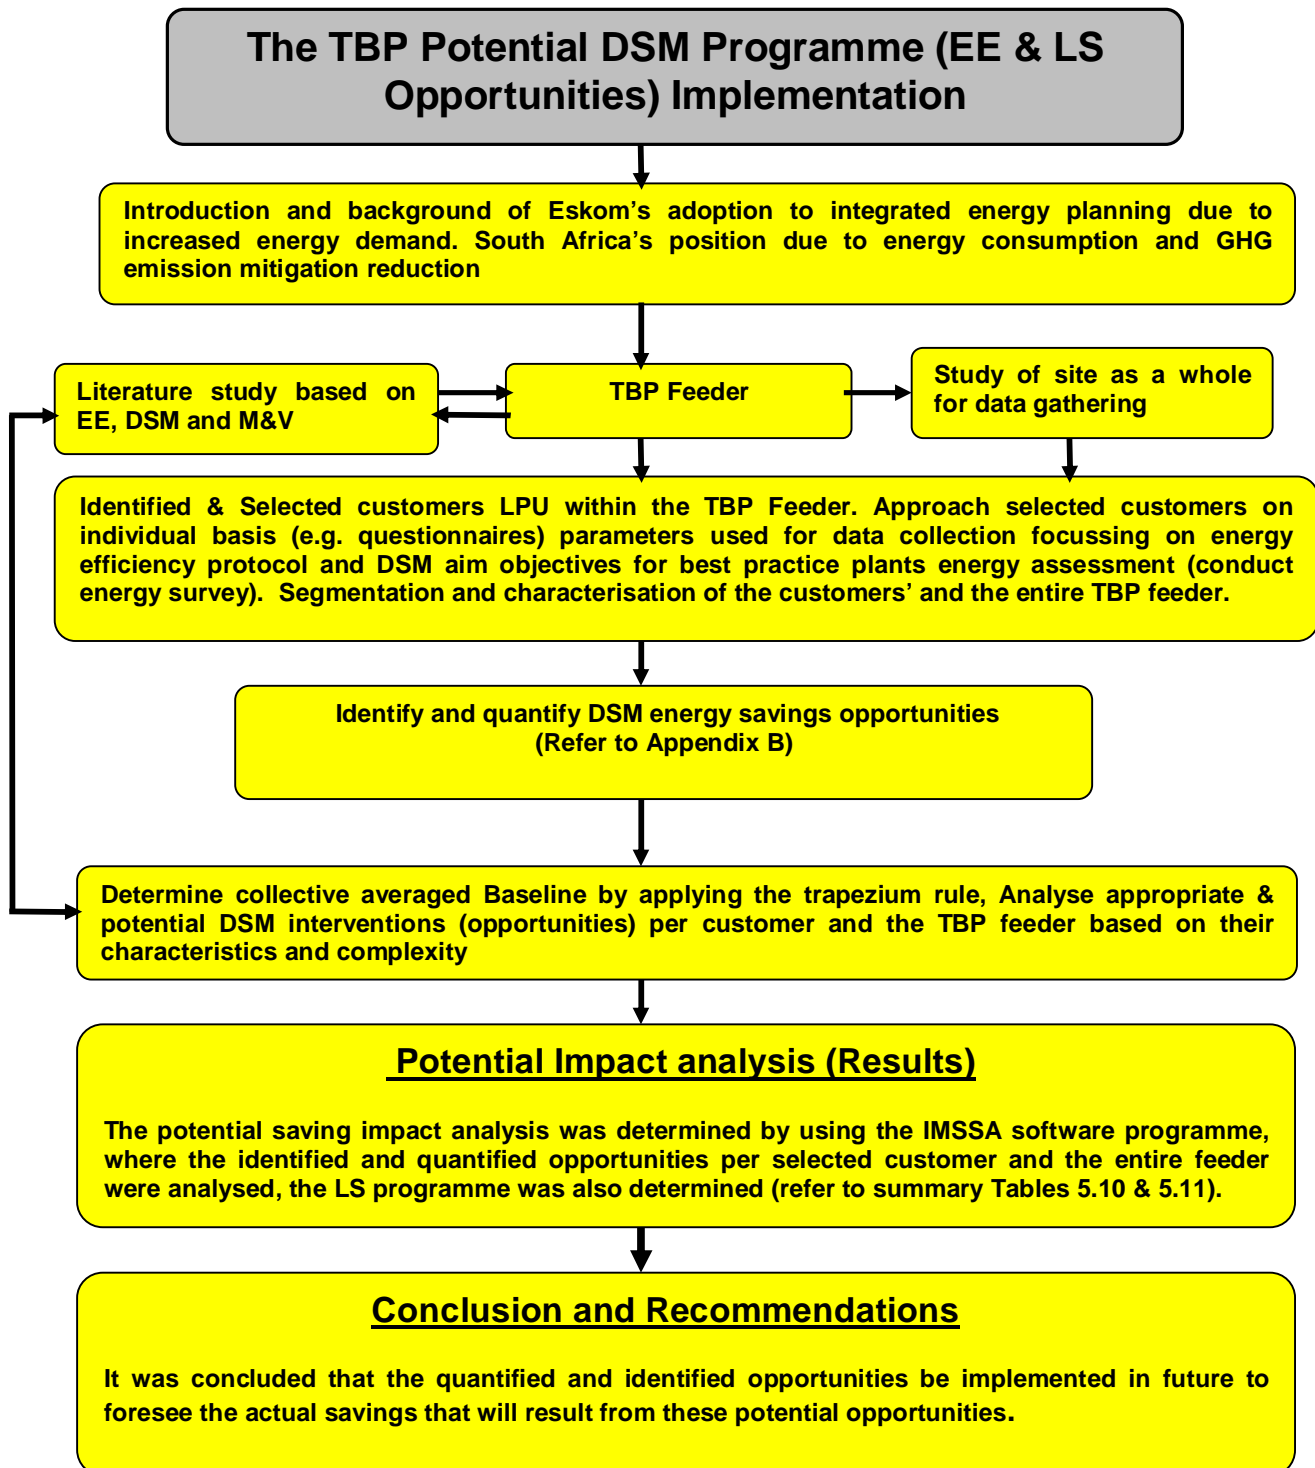 The TBP Potential DSM Programme (EE & LS
Opportunities) Implementation
Introduction and background of Eskom’s adoption to integrated energy planning due to
increased energy demand. South Africa’s position due to energy consumption and GHG
emission mitigation reduction
Literature study based on
EE, DSM and M&V
TBP Feeder
Study of site as a whole
for data gathering
Identified & Selected customers LPU within the TBP Feeder. Approach selected customers on
individual basis (e.g. questionnaires) parameters used for data collection focussing on energy
efficiency protocol and DSM aim objectives for best practice plants energy assessment (conduct
energy survey). Segmentation and characterisation of the customers’ and the entire TBP feeder.
Identify and quantify DSM energy savings opportunities
(Refer to Appendix B)
Determine collective averaged Baseline by applying the trapezium rule, Analyse appropriate &
potential DSM interventions (opportunities) per customer and the TBP feeder based on their
characteristics and complexity
Potential Impact analysis (Results)
The potential saving impact analysis was determined by using the IMSSA software programme,
where the identified and quantified opportunities per selected customer and the entire feeder
were analysed, the LS programme was also determined (refer to summary Tables 5.10 & 5.11).
Conclusion and Recommendations
It was concluded that the quantified and identified opportunities be implemented in future to
foresee the actual savings that will result from these potential opportunities.